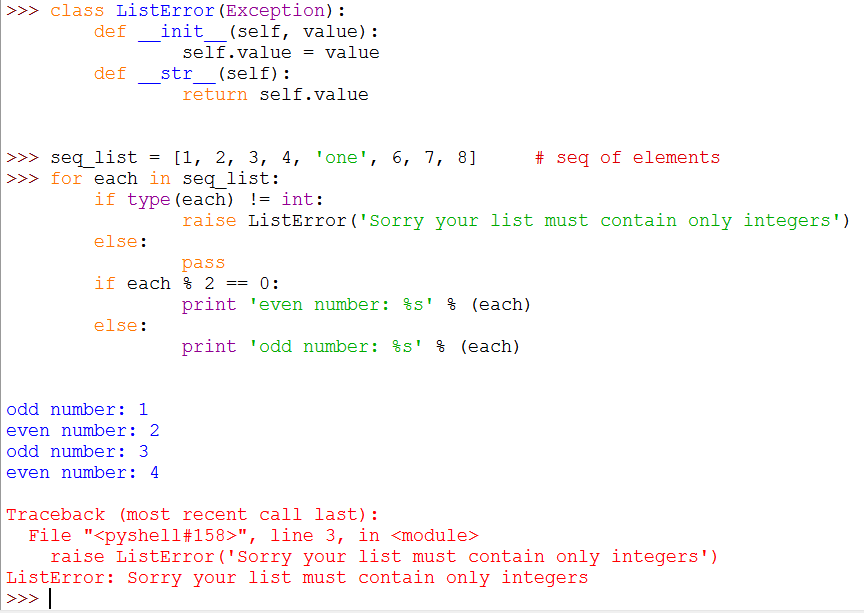 >>> class ListError(Exception):
        def __init__(self, value):
                self.value = value
        def __str__(self):
                return self.value
>>> seq_list = [1, 2, 3, 4, 'one', 6, 7, 8]     # seq of elements
>>> for each in seq_list:
        if type(each) != int:
                raise ListError('Sorry your list must contain only integers')
        else:
                pass
        if each % 2 == 0:
                print 'even number: %s' % (each)
        else:
                print 'odd number: %s' % (each)
odd number: 1
even number: 2
odd number: 3
even number: 4
Traceback (most recent call last):
  File "<pyshell#158>", line 3, in <module>
    raise ListError('Sorry your list must contain only integers')
ListError: Sorry your list must contain only integers
>>>